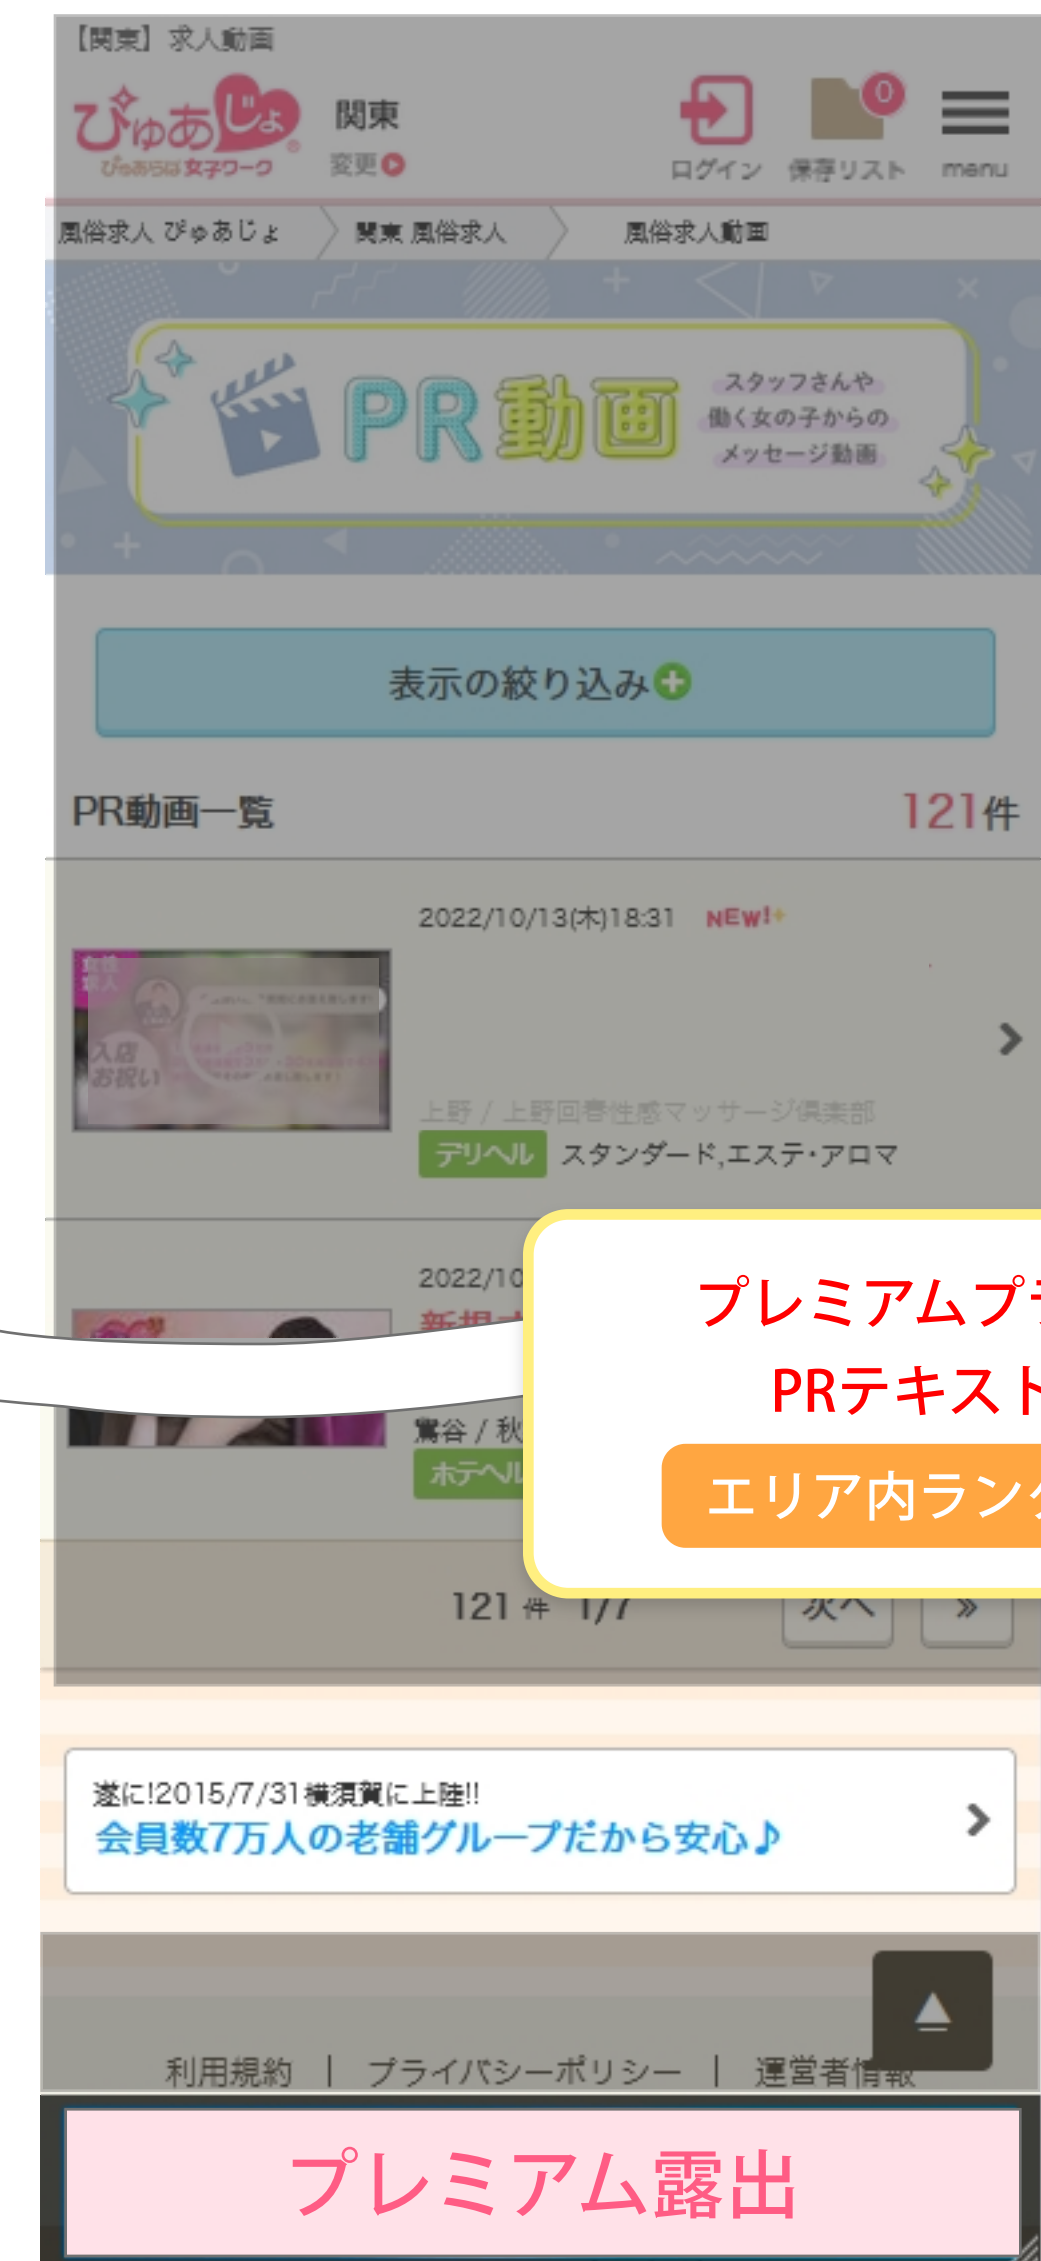 【関東】求人動画
ぴゅあじょ
ぴゅあらば女子ワーク
関東
変更
ログイン
保存リスト
0
menu
風俗求人 ぴゅあじょ
関東 風俗求人
風俗求人動画
PR動画
スタッフさんや
働く女の子からの
メッセージ動画
表示の絞り込み
PR動画一覧
121件
2022/10/13(木)18:31 NEW!
女性
求人
入店
お祝い
上野 / 上野回春性感マッサージ倶楽部
デリヘル スタンダード,エステ・アロマ
2022/10
新規オ
鶯谷 / 秋
ホテヘル
プレミアムプラ
PRテキスト
エリア内ランク
121 件 1/7
次へ
»
遂に!2015/7/31横須賀に上陸!!
会員数7万人の老舗グループだから安心♪
利用規約 | プライバシーポリシー | 運営者情報
プレミアム露出